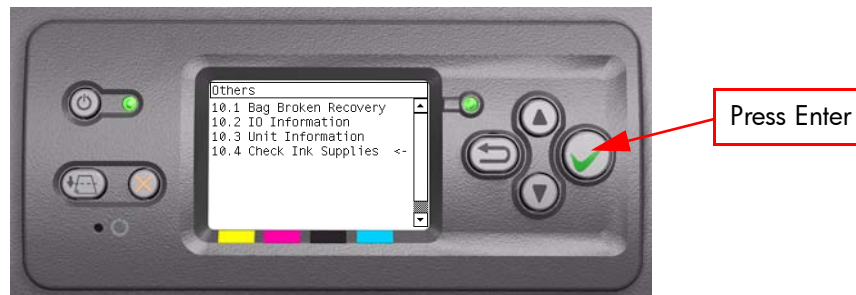 Others
10.1 Bag Broken Recovery
10.2 IO Information
10.3 Unit Information
10.4 Check Ink Supplies <-
Press Enter